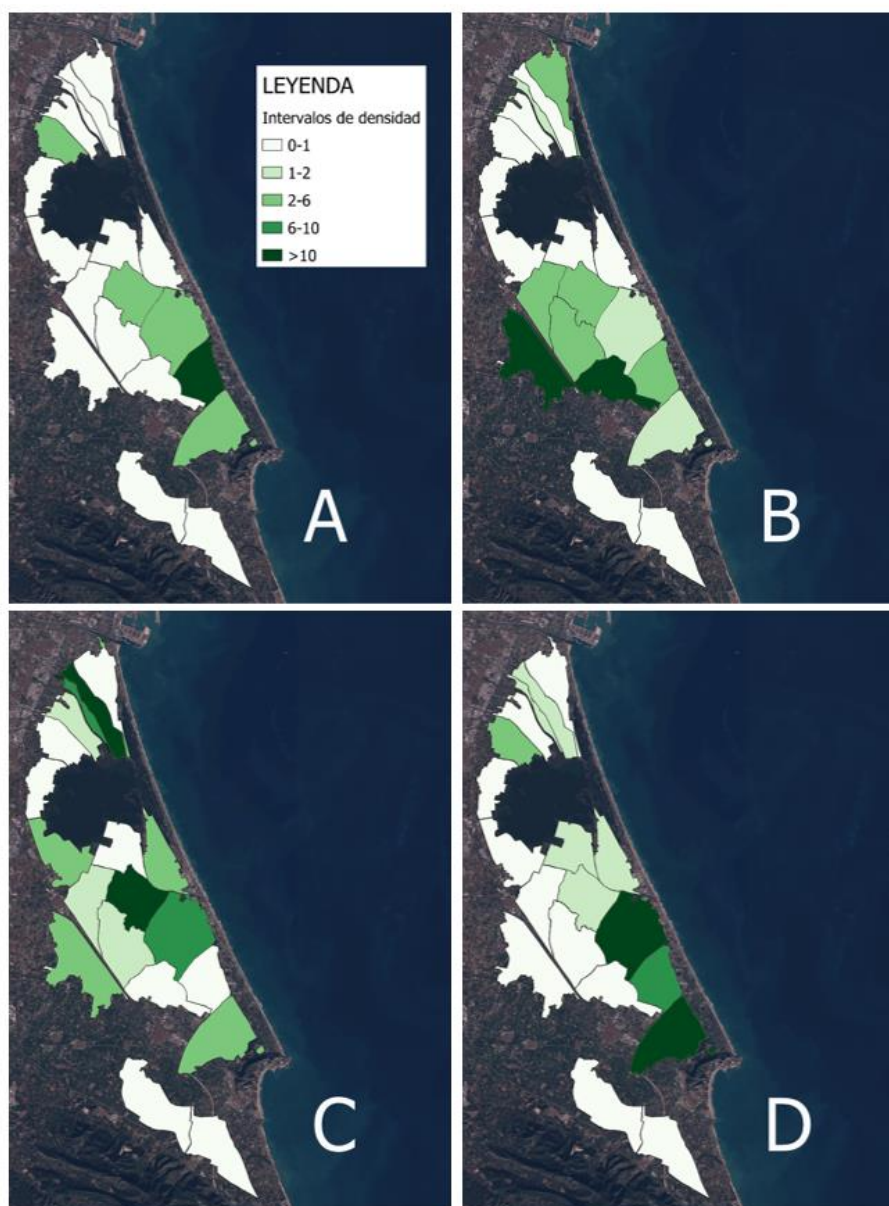 LEYENDA
Intervalos de densidad
0-1
1-2
2-6
6-10
>10
A
B
C
D